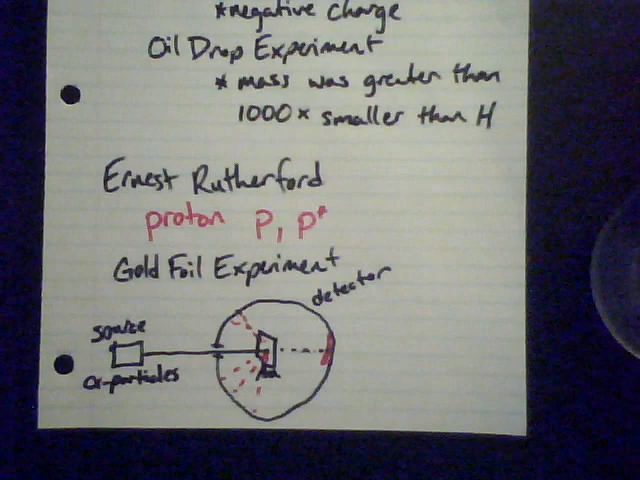 *negative charge
Oil Drop Experiment
* mass was greater than
1000x smaller than H
Ernest Rutherford
proton P, P⁺
Gold Foil Experiment
detector
source
α-particles